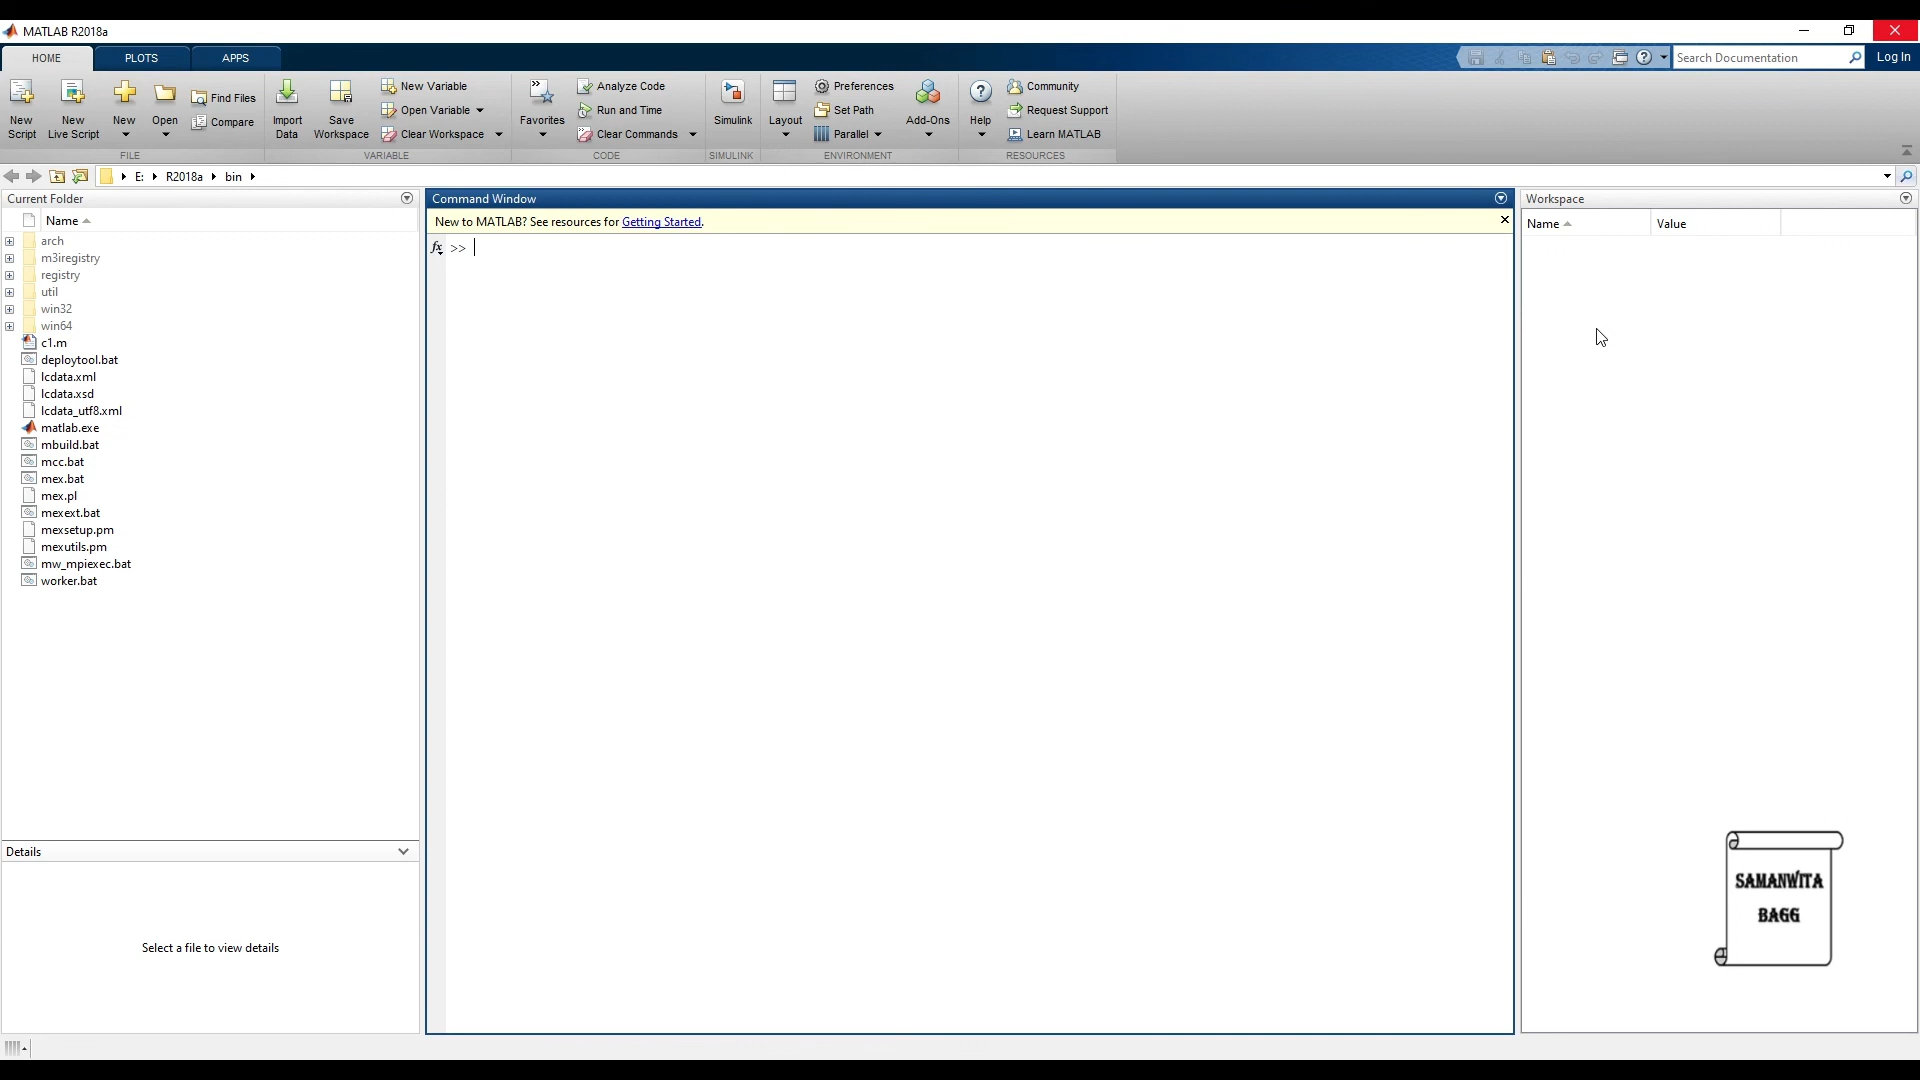 MATLAB R2018a
HOME PLOTS APPS
Search Documentation Log In
New Script
New Live Script
New
Open
Find Files
Compare
FILE
Import Data
Save Workspace
New Variable
Open Variable
Clear Workspace
VARIABLE
Favorites
Analyze Code
Run and Time
Clear Commands
CODE
Simulink
SIMULINK
Layout
Preferences
Set Path
Parallel
Add-Ons
ENVIRONMENT
Help
Community
Request Support
Learn MATLAB
RESOURCES
E: R2018a bin
Current Folder
Name
arch
m3iregistry
registry
util
win32
win64
c1.m
deploytool.bat
lcdata.xml
lcdata.xsd
lcdata_utf8.xml
matlab.exe
mbuild.bat
mcc.bat
mex.bat
mex.pl
mexext.bat
mexsetup.pm
mexutils.pm
mw_mpiexec.bat
worker.bat
Details
Select a file to view details
Command Window
New to MATLAB? See resources for Getting Started.
fx >>
Workspace
Name Value
SAMANWITA
BAGG